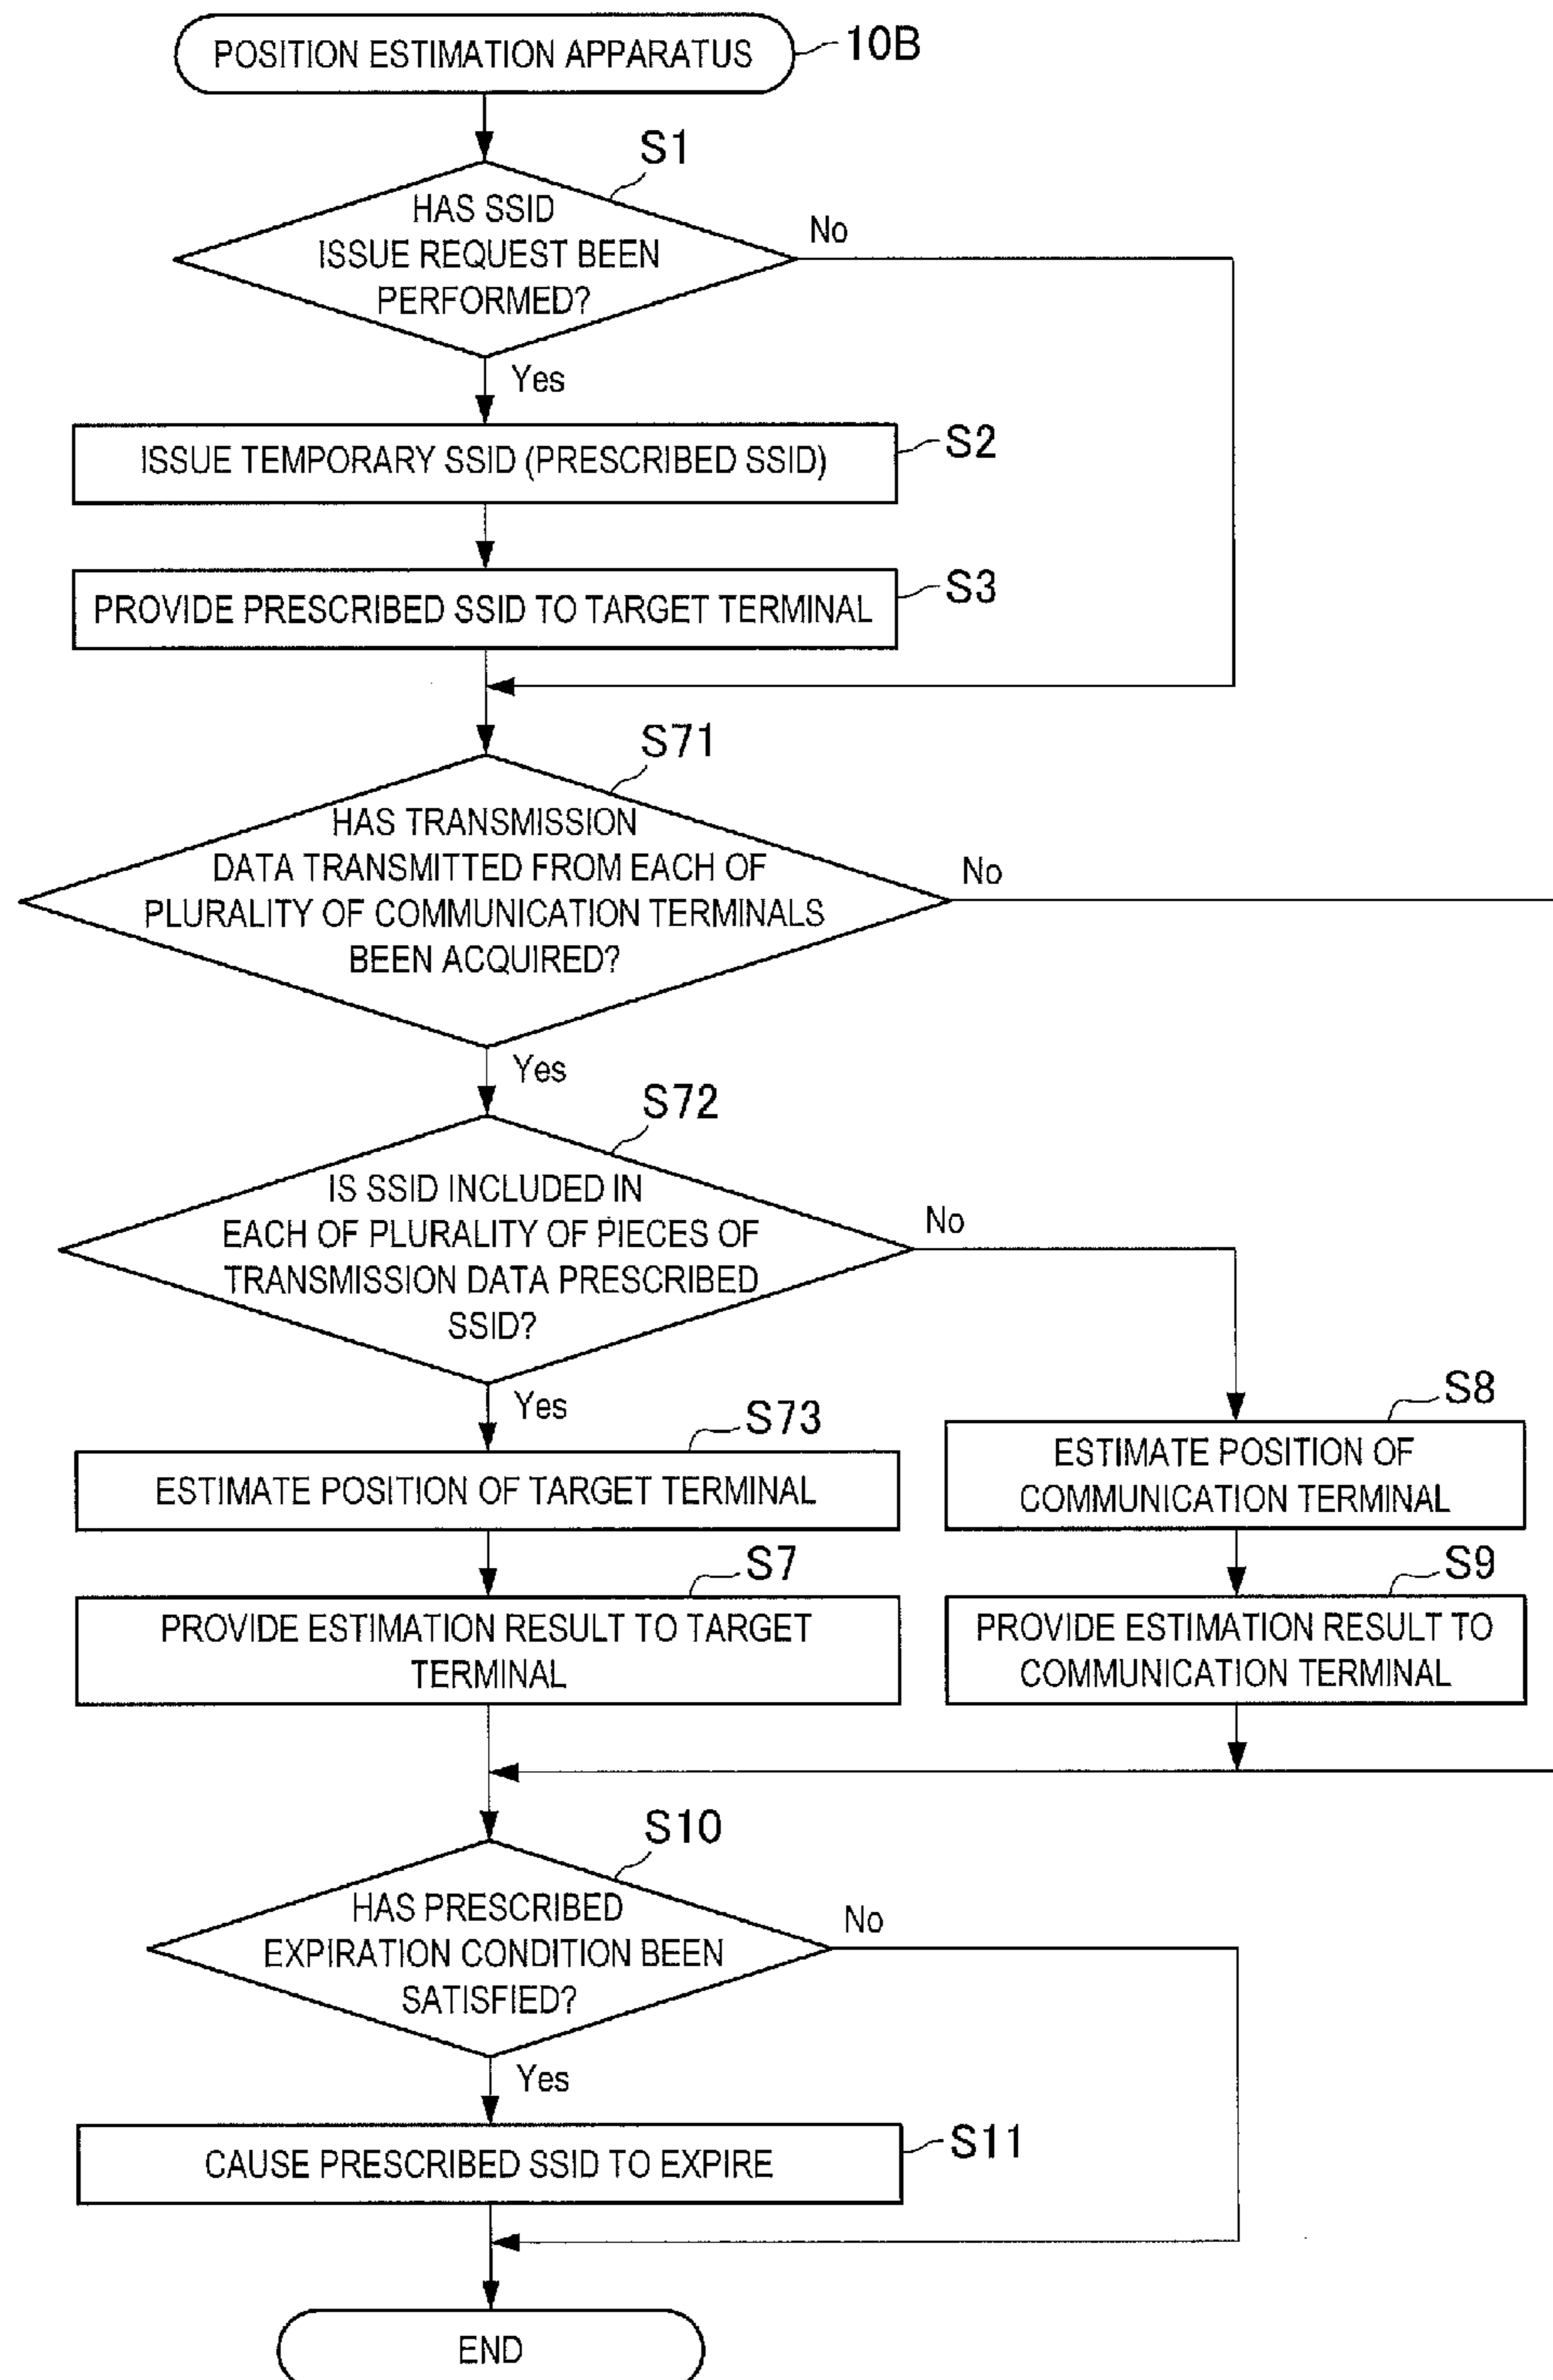 POSITION ESTIMATION APPARATUS
10B
S1
HAS SSID
ISSUE REQUEST BEEN
PERFORMED?
No
Yes
ISSUE TEMPORARY SSID (PRESCRIBED SSID)
S2
PROVIDE PRESCRIBED SSID TO TARGET TERMINAL
S3
S71
HAS TRANSMISSION
DATA TRANSMITTED FROM EACH OF
PLURALITY OF COMMUNICATION TERMINALS
BEEN ACQUIRED?
No
Yes
S72
IS SSID INCLUDED IN
EACH OF PLURALITY OF PIECES OF
TRANSMISSION DATA PRESCRIBED
SSID?
No
Yes
S73
ESTIMATE POSITION OF TARGET TERMINAL
S8
ESTIMATE POSITION OF
COMMUNICATION TERMINAL
S7
PROVIDE ESTIMATION RESULT TO TARGET
TERMINAL
S9
PROVIDE ESTIMATION RESULT TO
COMMUNICATION TERMINAL
S10
HAS PRESCRIBED
EXPIRATION CONDITION BEEN
SATISFIED?
No
Yes
CAUSE PRESCRIBED SSID TO EXPIRE
S11
END